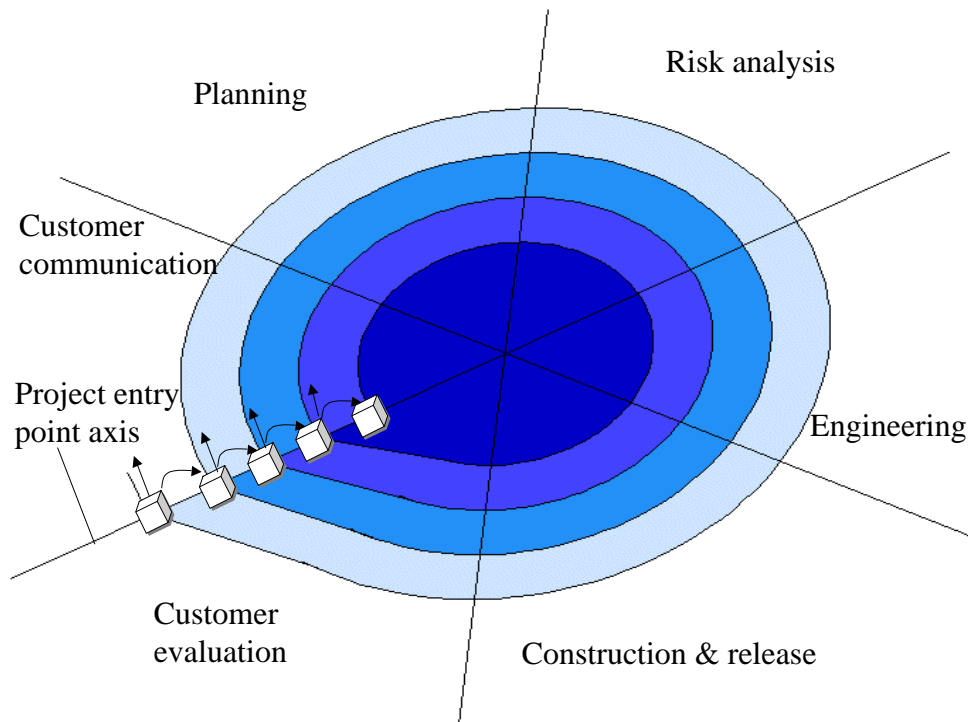 Risk analysis
Planning
Customer
communication
Project entry
point axis
Engineering
Customer
evaluation
Construction & release